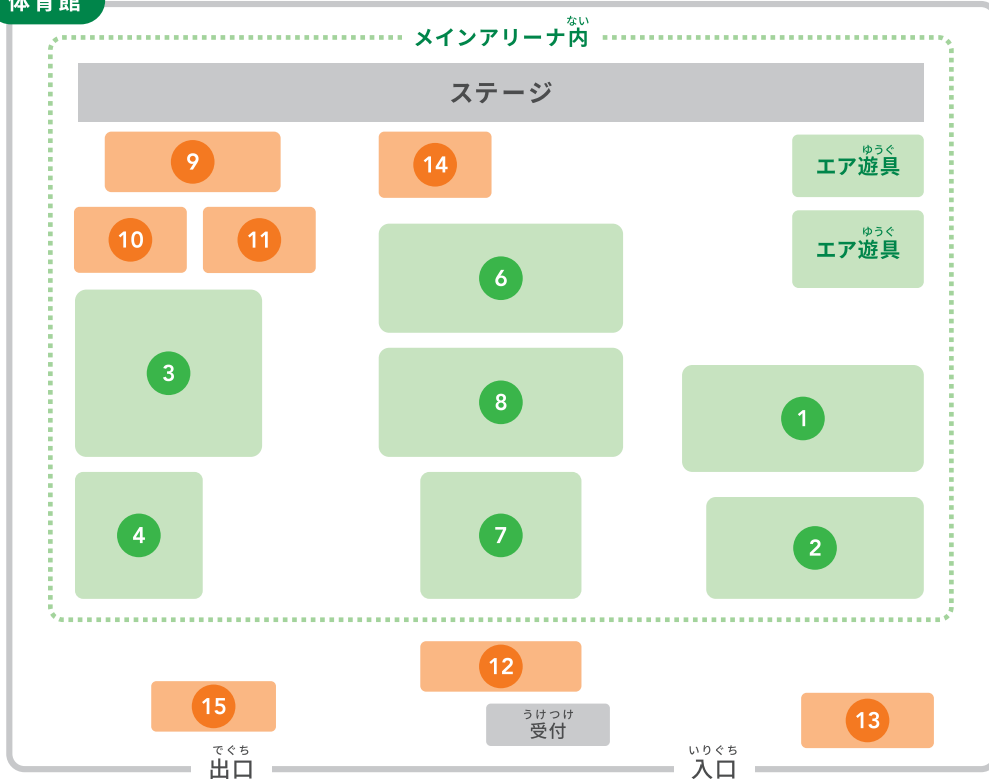 体育館
ない
メインアリーナ内
ステージ
9
14
ゆうぐ
エア遊具
10
11
ゆうぐ
エア遊具
6
3
8
1
4
7
2
12
15
うけつけ
受付
13
でぐち
出口
いりぐち
入口